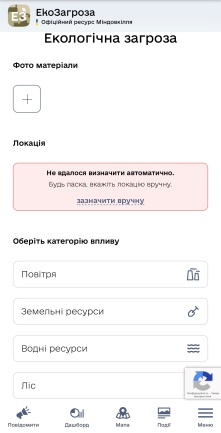 ЕкоЗагроза
Офіційний ресурс Міндовкілля
Екологічна загроза
Фото матеріали
Локація
Не вдалося визначити автоматично.
Будь ласка, вкажіть локацію вручну.
зазначити вручну
Оберіть категорію впливу
Повітря
Земельні ресурси
Водні ресурси
Ліс
Повідомити
Дашборд
Мапа
Події
Меню